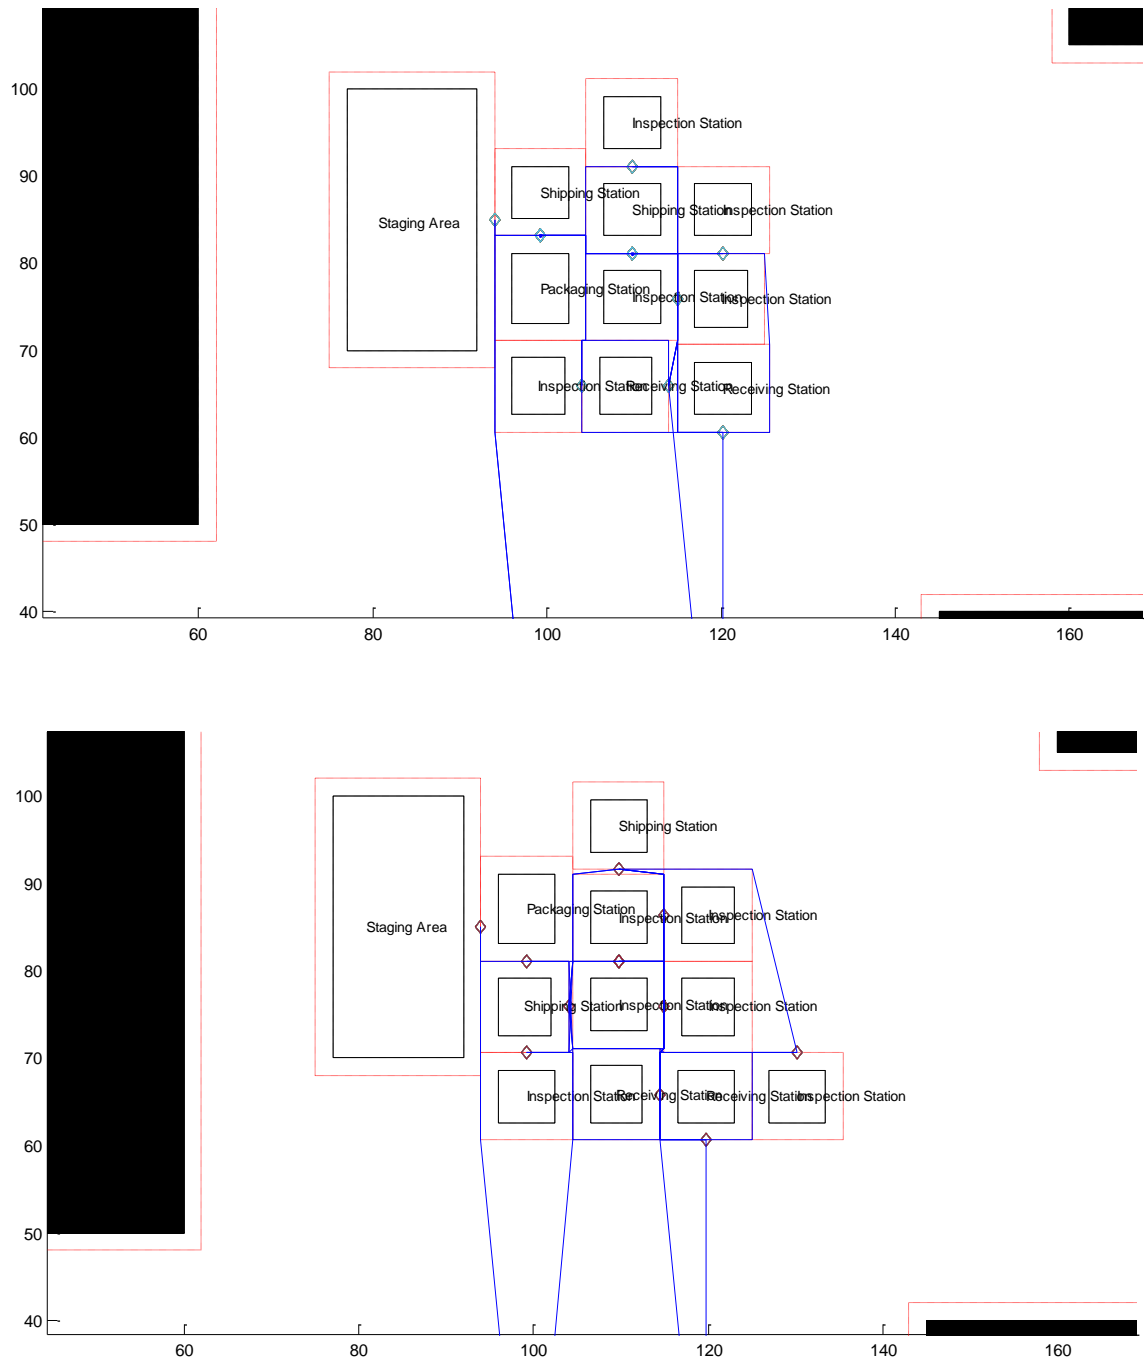 100
Inspection Station
90
Shipping Station
Shipping Station
Inspection Station
Staging Area
80
Packaging Station
Inspection Station
Inspection Station
70
Inspection Station
Receiving Station
Receiving Station
60
50
40
60
80
100
120
140
160
100
Shipping Station
90
Packaging Station
Inspection Station
Inspection Station
Staging Area
80
Shipping Station
Inspection Station
Inspection Station
70
Inspection Station
Receiving Station
Receiving Station
Inspection Station
60
50
40
60
80
100
120
140
160